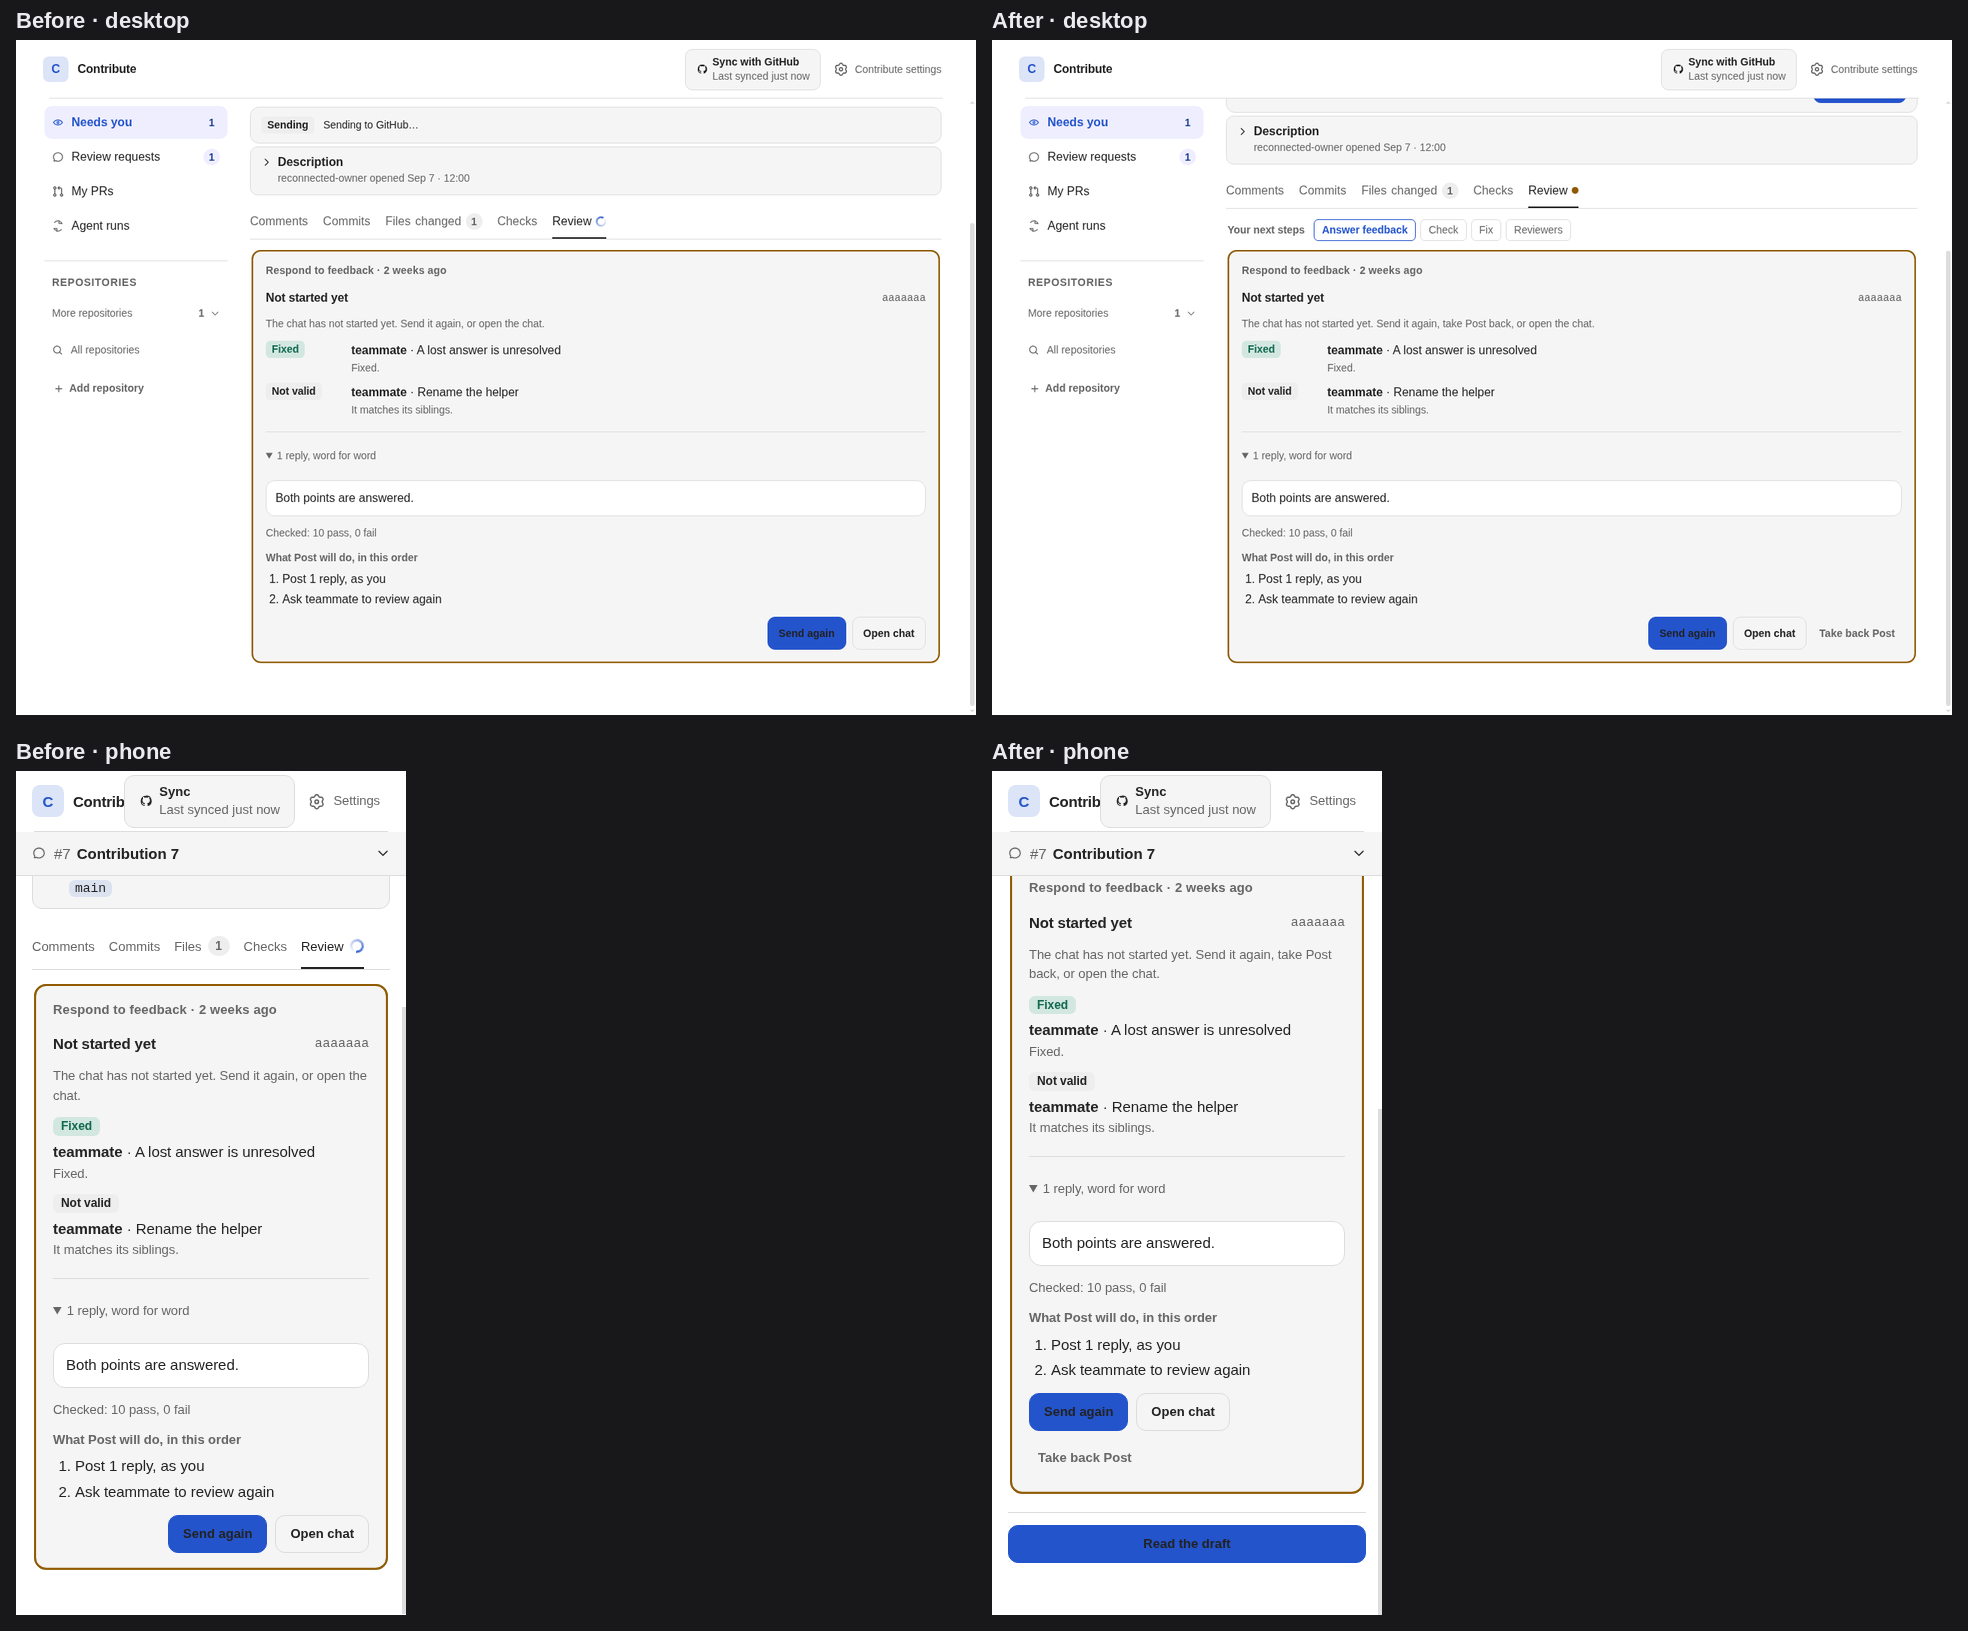 Before · desktop
C Contribute
Sync with GitHub
Last synced just now
Contribute settings
Needs you 1
Review requests 1
My PRs
Agent runs
REPOSITORIES
More repositories 1
All repositories
+ Add repository
Sending Sending to GitHub…
Description
reconnected-owner opened Sep 7 · 12:00
Comments Commits Files changed 1 Checks Review
Respond to feedback · 2 weeks ago
Not started yet aaaaaaa
The chat has not started yet. Send it again, or open the chat.
Fixed teammate · A lost answer is unresolved
Fixed.
Not valid teammate · Rename the helper
It matches its siblings.
1 reply, word for word
Both points are answered.
Checked: 10 pass, 0 fail
What Post will do, in this order
1. Post 1 reply, as you
2. Ask teammate to review again
Send again Open chat
After · desktop
C Contribute
Sync with GitHub
Last synced just now
Contribute settings
Needs you 1
Review requests 1
My PRs
Agent runs
REPOSITORIES
More repositories 1
All repositories
+ Add repository
Description
reconnected-owner opened Sep 7 · 12:00
Comments Commits Files changed 1 Checks Review
Your next steps Answer feedback Check Fix Reviewers
Respond to feedback · 2 weeks ago
Not started yet aaaaaaa
The chat has not started yet. Send it again, take Post back, or open the chat.
Fixed teammate · A lost answer is unresolved
Fixed.
Not valid teammate · Rename the helper
It matches its siblings.
1 reply, word for word
Both points are answered.
Checked: 10 pass, 0 fail
What Post will do, in this order
1. Post 1 reply, as you
2. Ask teammate to review again
Send again Open chat Take back Post
Before · phone
C Contrib
Sync
Last synced just now
Settings
#7 Contribution 7
main
Comments Commits Files 1 Checks Review
Respond to feedback · 2 weeks ago
Not started yet aaaaaaa
The chat has not started yet. Send it again, or open the
chat.
Fixed
teammate · A lost answer is unresolved
Fixed.
Not valid
teammate · Rename the helper
It matches its siblings.
1 reply, word for word
Both points are answered.
Checked: 10 pass, 0 fail
What Post will do, in this order
1. Post 1 reply, as you
2. Ask teammate to review again
Send again Open chat
After · phone
C Contrib
Sync
Last synced just now
Settings
#7 Contribution 7
Respond to feedback · 2 weeks ago
Not started yet aaaaaaa
The chat has not started yet. Send it again, take Post
back, or open the chat.
Fixed
teammate · A lost answer is unresolved
Fixed.
Not valid
teammate · Rename the helper
It matches its siblings.
1 reply, word for word
Both points are answered.
Checked: 10 pass, 0 fail
What Post will do, in this order
1. Post 1 reply, as you
2. Ask teammate to review again
Send again Open chat
Take back Post
Read the draft